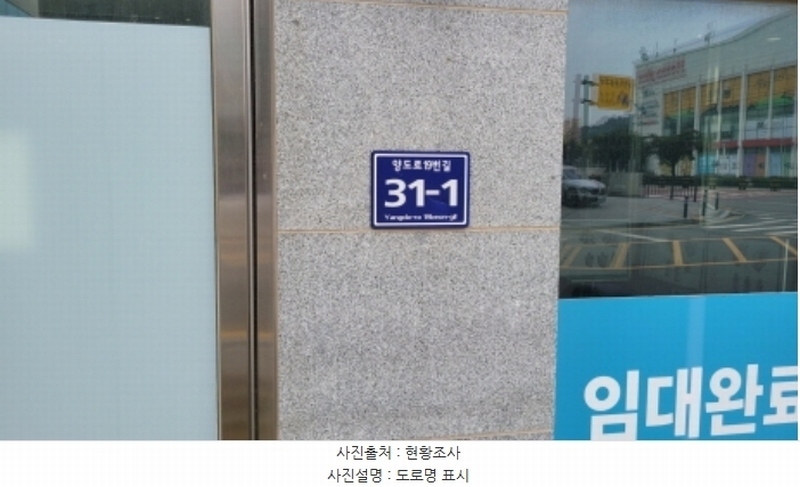 양도로19번길
31-1
Yangdo-ro 19beon-gil
임대완료
사진출처 : 현황조사
사진설명 : 도로명 표시